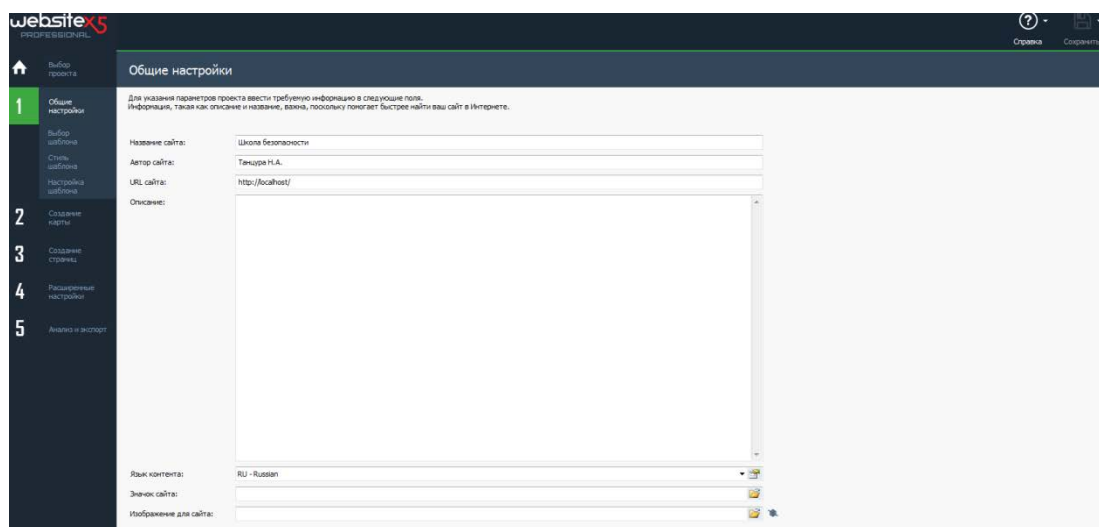 websitex5
PROFESSIONAL
Справка
Сохранить
Выбор
проекта
Общие настройки
1
Общие
настройки
Для указания параметров проекта ввести требуемую информацию в следующие поля.
Информация, такая как описание и название, важна, поскольку помогает быстрее найти ваш сайт в Интернете.
Выбор
шаблона
Стиль
шаблона
Настройка
шаблона
2
Создание
карты
3
Создание
страниц
4
Расширенные
настройки
5
Анализ и экспорт
Название сайта:
Школа безопасности
Автор сайта:
Танцура Н.А.
URL сайта:
http://localhost/
Описание:
Язык контента:
RU - Russian
Значок сайта:
Изображение для сайта: